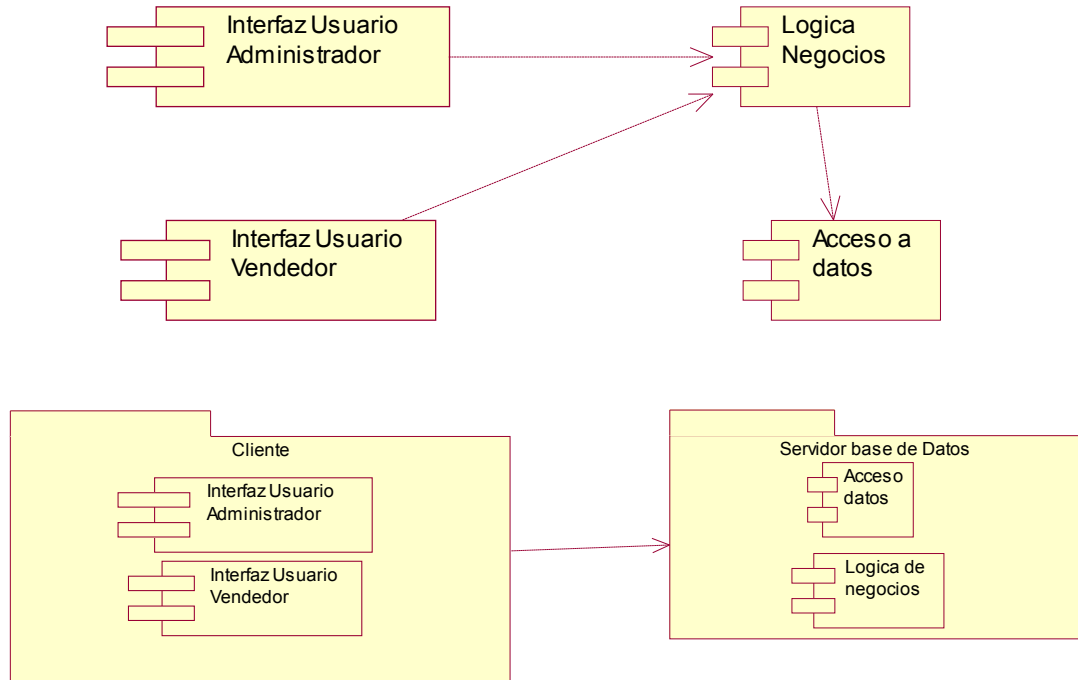 Interfaz Usuario
Administrador
Logica
Negocios
Interfaz Usuario
Vendedor
Acceso a
datos
Cliente
Interfaz Usuario
Administrador
Interfaz Usuario
Vendedor
Servidor base de Datos
Acceso
datos
Logica de
negocios